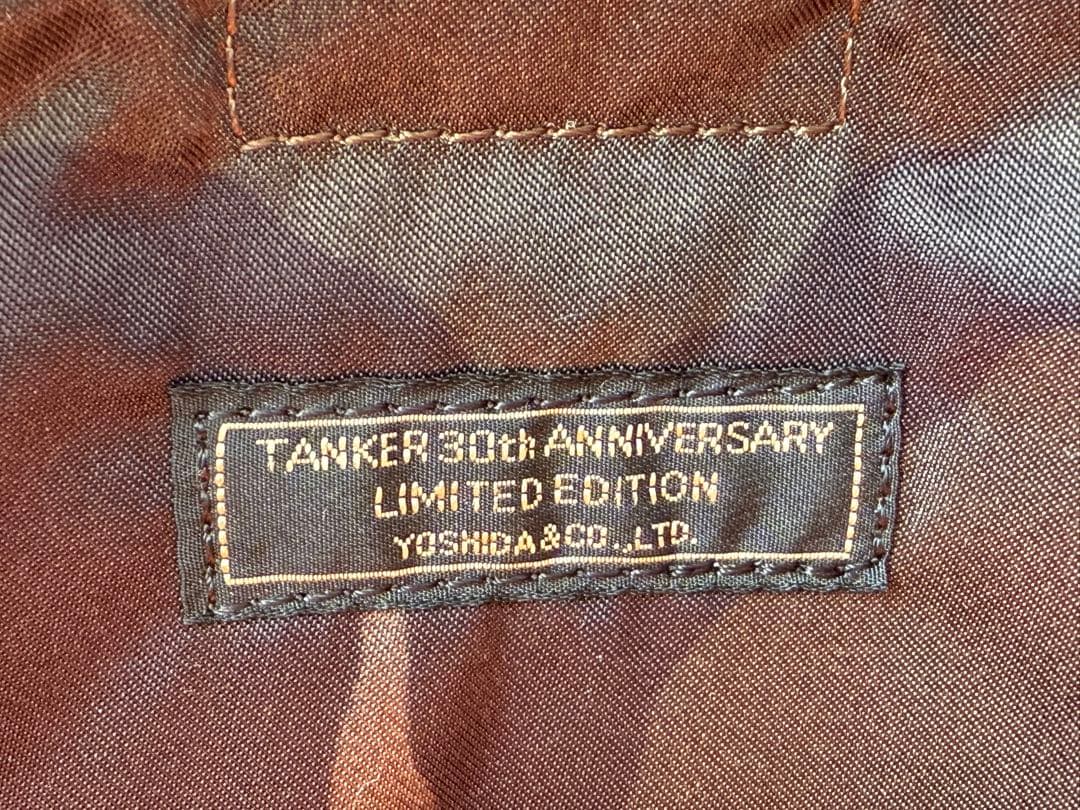 TANKER 30th ANNIVERSARY
LIMITED EDITION
YOSHIDA&CO.,LTD.